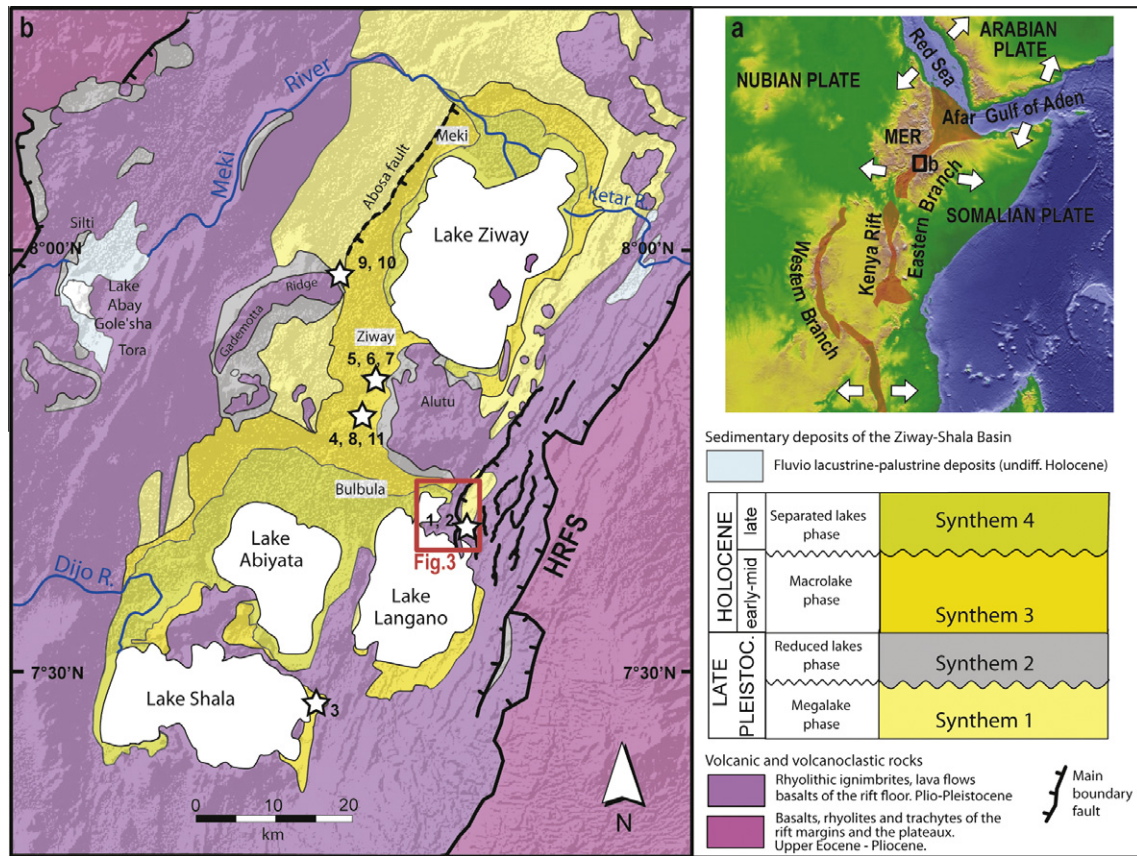 b
River
Meki
Meki
Abosa fault
Ketar R.
Silti
8°00'N
8°00'N
Lake Ziway
Lake
Abay
Gole'sha
Tora
9, 10
Ridge
Gademotta
Ziway
5, 6, 7
Alutu
4, 8, 11
Bulbula
1, 2
Fig.3
HRFS
Lake
Abiyata
Lake
Langano
Dijo R.
7°30'N
7°30'N
Lake Shala
3
0 10 20
km
N
a
ARABIAN
PLATE
Red Sea
NUBIAN PLATE
Afar
Gulf of Aden
MER
b
Eastern Branch
SOMALIAN PLATE
Kenya Rift
Western Branch
Sedimentary deposits of the Ziway-Shala Basin
Fluvio lacustrine-palustrine deposits (undiff. Holocene)
HOLOCENE
late
Separated lakes
phase
Synthem 4
early-mid
Macrolake
phase
Synthem 3
LATE
PLEISTOC.
Reduced lakes
phase
Synthem 2
Megalake
phase
Synthem 1
Volcanic and volcanoclastic rocks
Rhyolithic ignimbrites, lava flows
basalts of the rift floor. Plio-Pleistocene
Basalts, rhyolites and trachytes of the
rift margins and the plateaux.
Upper Eocene - Pliocene.
Main
boundary
fault